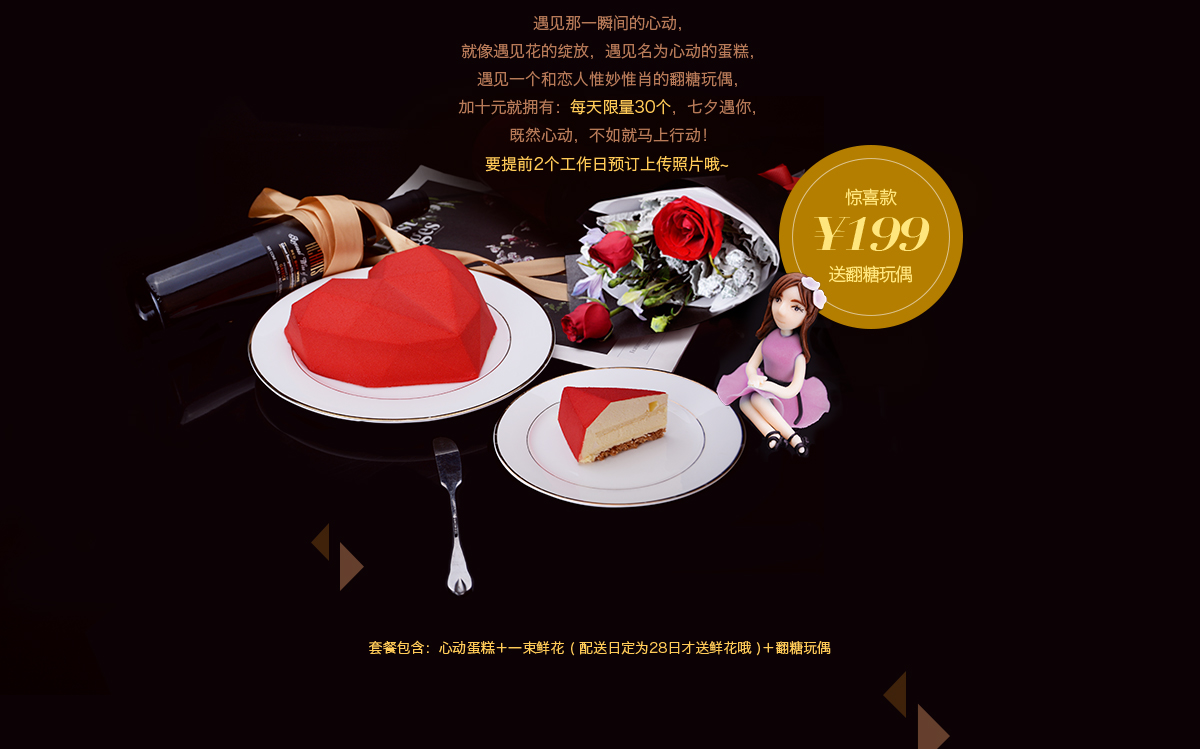 遇见那一瞬间的心动，
就像遇见花的绽放，遇见名为心动的蛋糕，
遇见一个和恋人惟妙惟肖的翻糖玩偶，
加十元就拥有：每天限量30个，七夕遇你，
既然心动，不如就马上行动！
要提前2个工作日预订上传照片哦~
惊喜款
¥199
送翻糖玩偶
套餐包含：心动蛋糕+一束鲜花（配送日定为28日才送鲜花哦）+翻糖玩偶